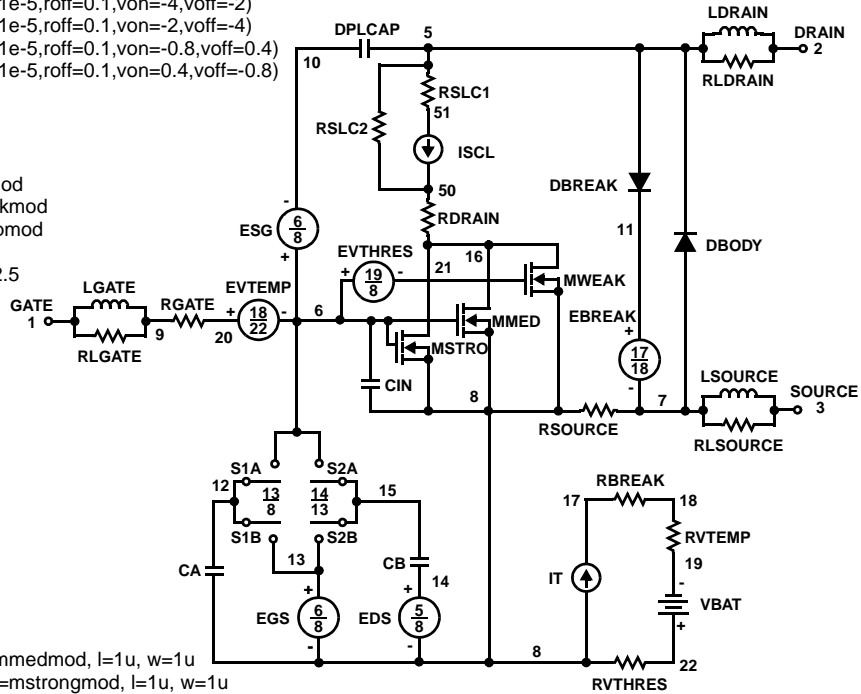 1e-5,roff=0.1,von=-4,voff=-2)
1e-5,roff=0.1,von=-2,voff=-4)
1e-5,roff=0.1,von=-0.8,voff=0.4)
1e-5,roff=0.1,von=0.4,voff=-0.8)
od
kmod
omod
2.5
LDRAIN
DPLCAP
5
DRAIN
2
10
RLDRAIN
RSLC1
51
RSLC2
ISCL
50
DBREAK
RDRAIN
-
ESG
6
8
+
11
DBODY
EVTHRES
16
+
19
8
-
21
MWEAK
LGATE
EVTEMP
GATE
1
RGATE
+
18
22
-
6
MMED
EBREAK
+
9
20
MSTRO
RLGATE
17
18
-
LSOURCE
CIN
8
7
SOURCE
3
RSOURCE
RLSOURCE
S1A
S2A
12
13
8
14
13
15
RBREAK
17
18
S1B
S2B
RVTEMP
13
CB
19
CA
14
IT
-
+
+
VBAT
EGS
6
8
EDS
5
8
+
-
-
8
22
RVTHRES
mmedmod, l=1u, w=1u
=mstrongmod, l=1u, w=1u